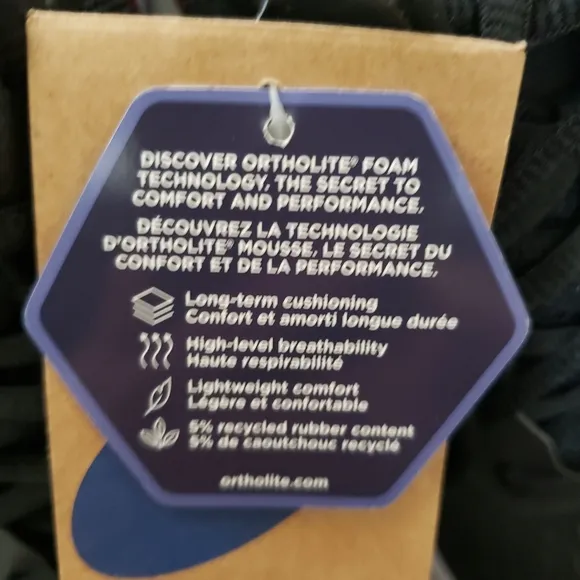 DISCOVER ORTHOLITE® FOAM
TECHNOLOGY, THE SECRET TO
COMFORT AND PERFORMANCE.
DÉCOUVREZ LA TECHNOLOGIE
D'ORTHOLITE® MOUSSE, LE SECRET DU
CONFORT ET DE LA PERFORMANCE.
Long-term cushioning
Confort et amorti longue durée
High-level breathability
Haute respirabilité
Lightweight comfort
Légère et confortable
5% recycled rubber content
5% de caoutchouc recyclé
ortholite.com